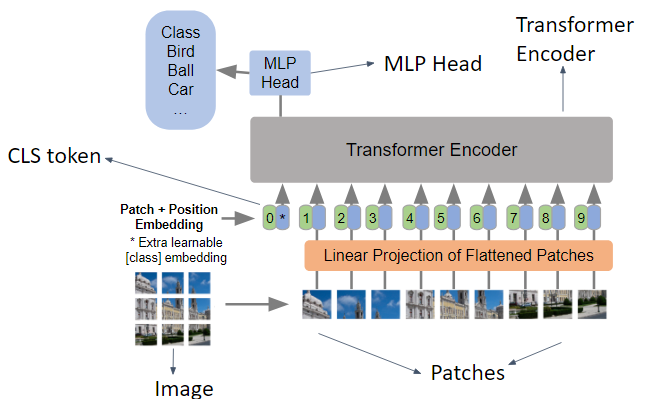 Class
Bird
Ball
Car
...
MLP
Head
MLP Head
Transformer
Encoder
Transformer Encoder
CLS token
Patch + Position
Embedding
* Extra learnable
[class] embedding
0 * 1 2 3 4 5 6 7 8 9
Linear Projection of Flattened Patches
Image
Patches